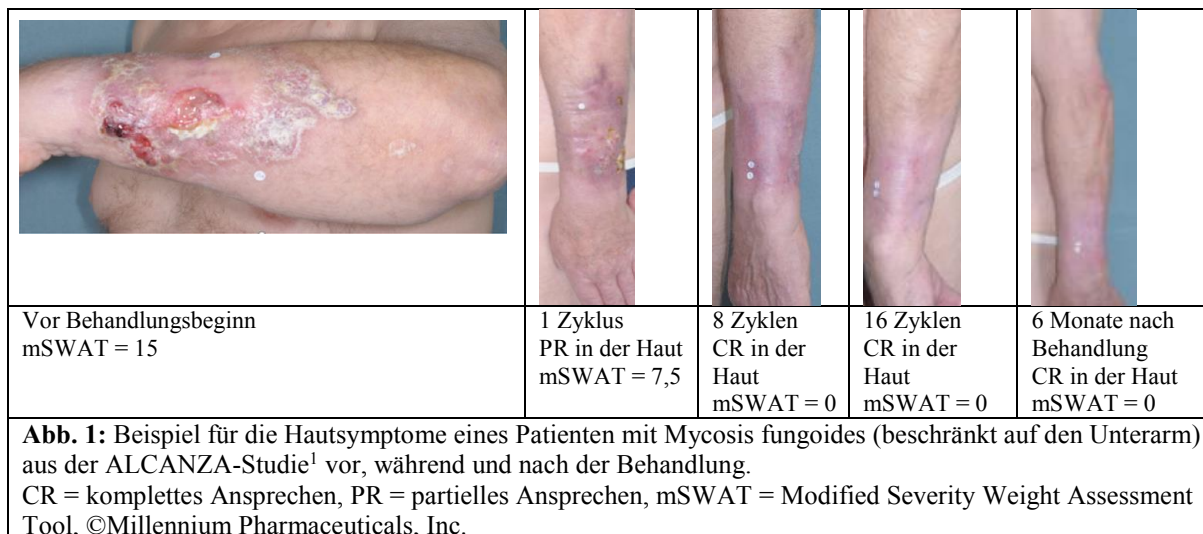 Vor Behandlungsbeginn
mSWAT = 15
1 Zyklus
PR in der Haut
mSWAT = 7,5
8 Zyklen
CR in der
Haut
mSWAT = 0
16 Zyklen
CR in der
Haut
mSWAT = 0
6 Monate nach
Behandlung
CR in der Haut
mSWAT = 0
Abb. 1: Beispiel für die Hautsymptome eines Patienten mit Mycosis fungoides (beschränkt auf den Unterarm)
aus der ALCANZA-Studie¹ vor, während und nach der Behandlung.
CR = komplettes Ansprechen, PR = partielles Ansprechen, mSWAT = Modified Severity Weight Assessment
Tool, ©Millennium Pharmaceuticals, Inc.